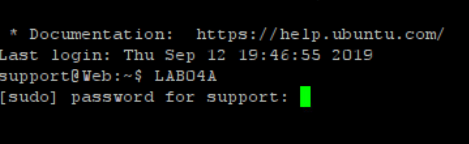 * Documentation:  https://help.ubuntu.com/
Last login: Thu Sep 12 19:46:55 2019
support@Web:~$ LAB04A
[sudo] password for support: